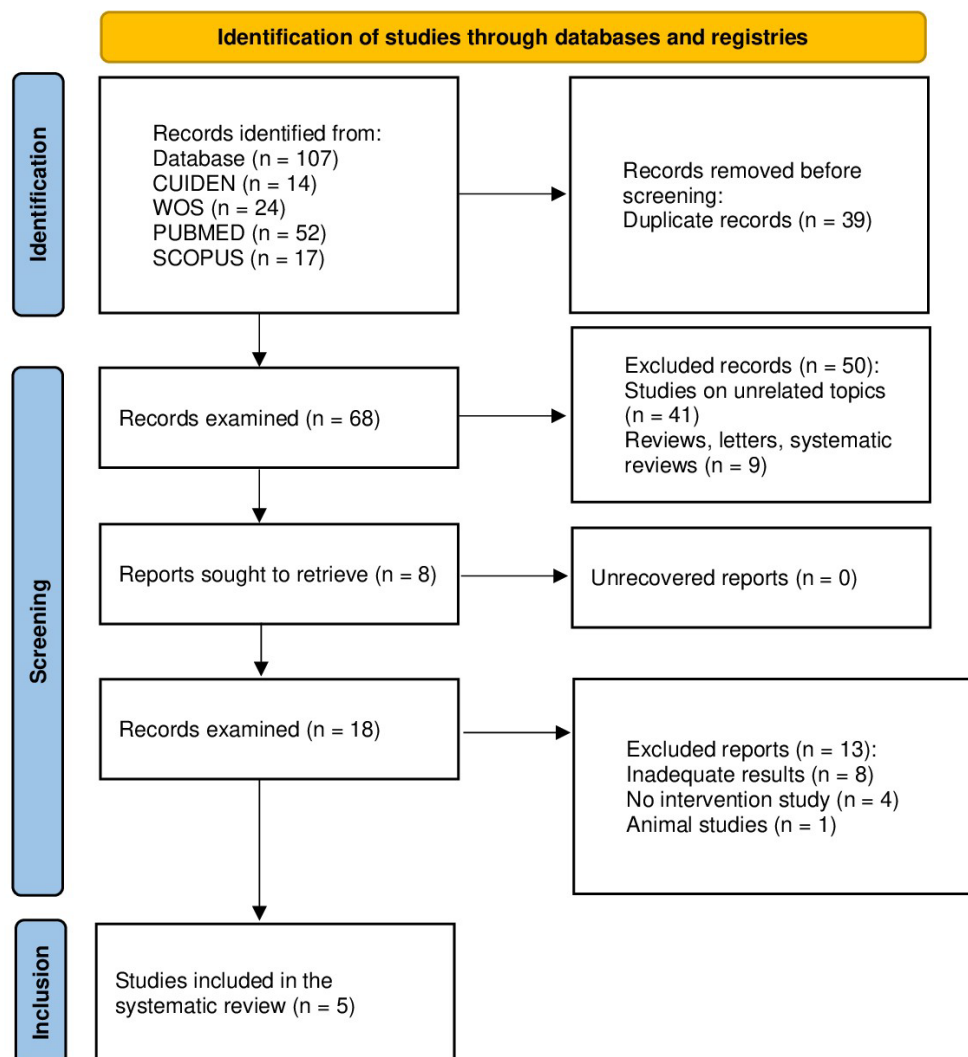 Identification of studies through databases and registries
Identification
Records identified from:
Database (n = 107)
CUIDEN (n = 14)
WOS (n = 24)
PUBMED (n = 52)
SCOPUS (n = 17)
Records removed before
screening:
Duplicate records (n = 39)
Screening
Records examined (n = 68)
Excluded records (n = 50):
Studies on unrelated topics
(n = 41)
Reviews, letters, systematic
reviews (n = 9)
Reports sought to retrieve (n = 8)
Unrecovered reports (n = 0)
Records examined (n = 18)
Excluded reports (n = 13):
Inadequate results (n = 8)
No intervention study (n = 4)
Animal studies (n = 1)
Inclusion
Studies included in the
systematic review (n = 5)